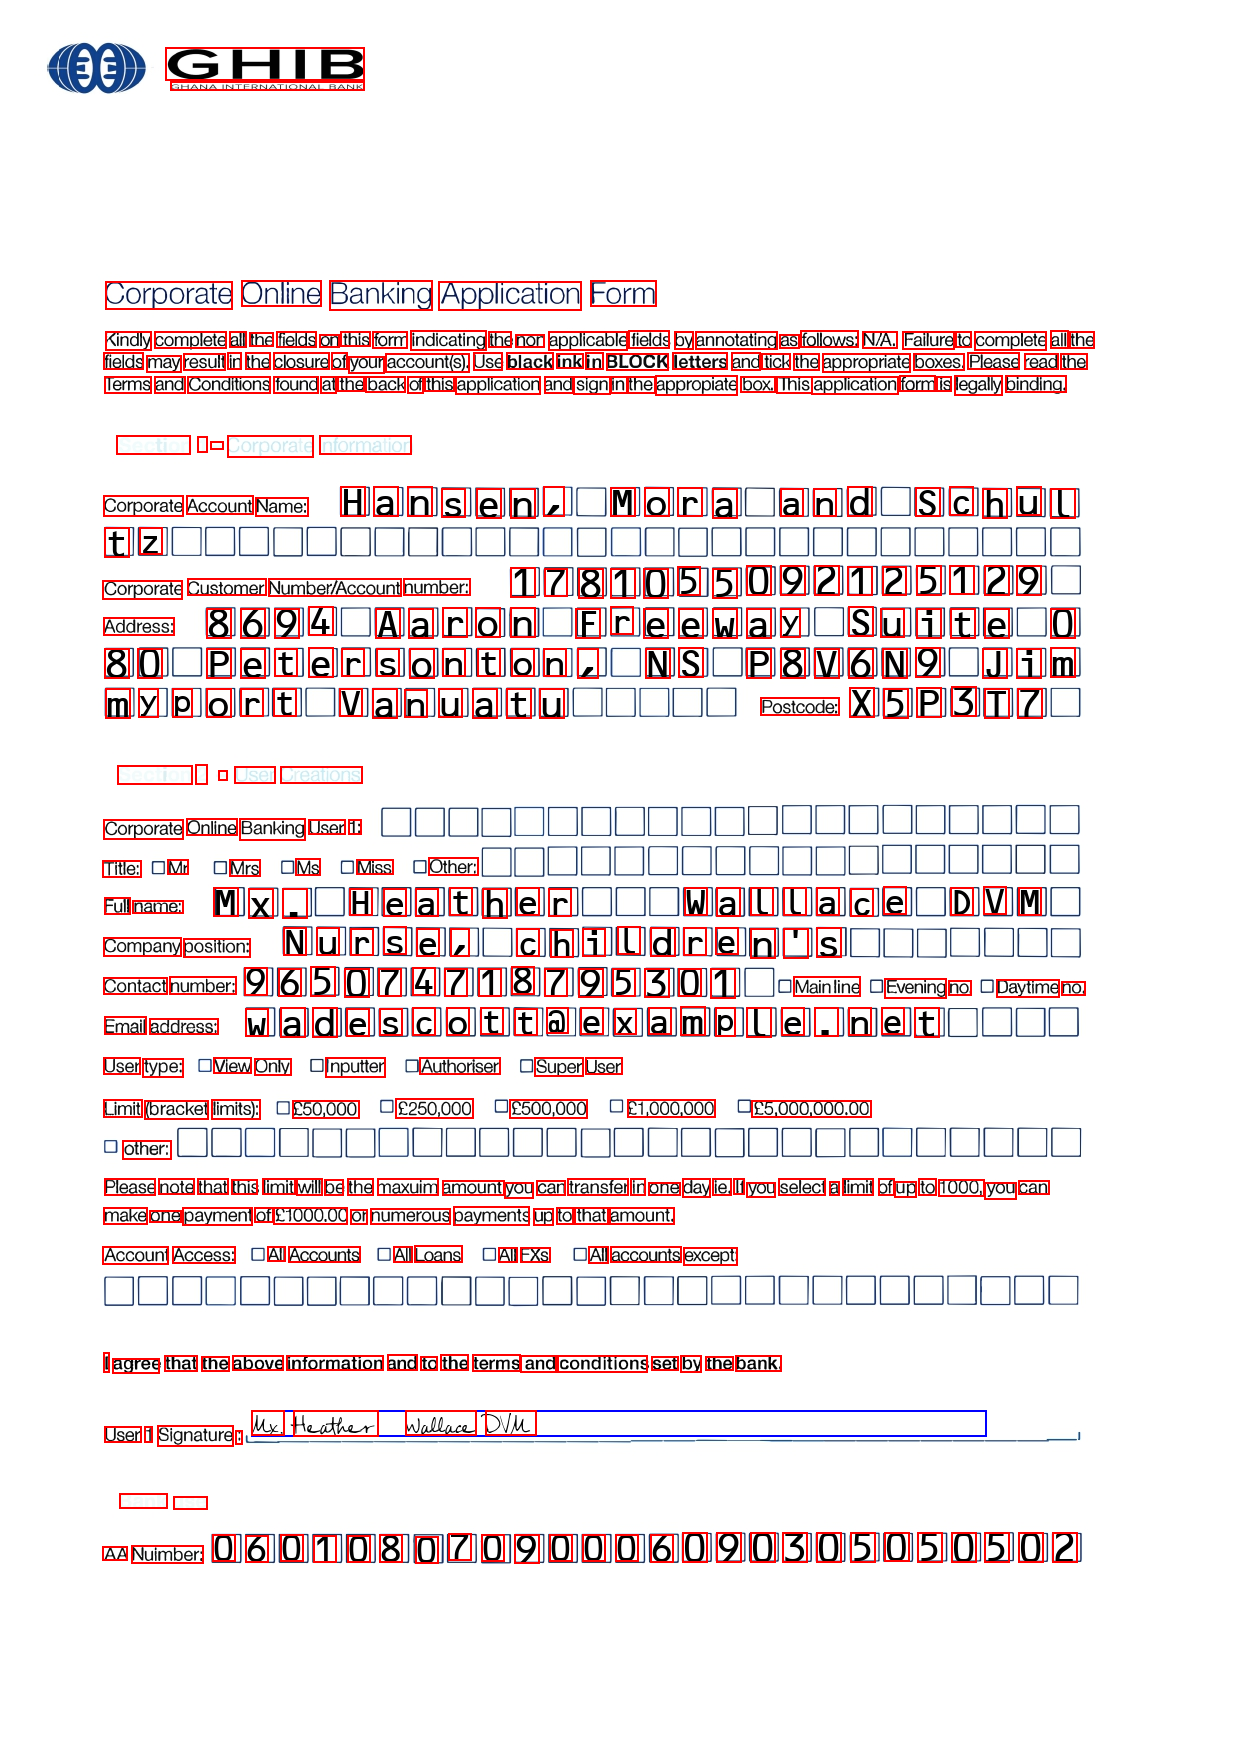 GHIB
GHANA INTERNATIONAL BANK
Corporate Online Banking Application Form
Kindly complete all the fields on this form indicating the non applicable fields by annotating as follows: N/A. Failure to complete all the
fields may result in the closure of your account(s). Use black ink in BLOCK letters and tick the appropriate boxes. Please read the
Terms and Conditions found at the back of this application and sign in the appropiate box. This application form is legally binding.
Section 1 - Corporate Information
Corporate Account Name: Hansen, Mora and Schul
tz
Corporate Customer Number/Account number: 1781055092125129
Address: 8694 Aaron Freeway Suite 0
80 Petersonton, NS P8V6N9 Jim
myport Vanuatu Postcode: X5P3T7
Section - User Creations
Corporate Online Banking User 1:
Title: Mr Mrs Ms Miss Other:
Full name: Mx. Heather Wallace DVM
Company position: Nurse, children's
Contact number: 965074718795301 Main line Evening no Daytime no.
Email address: wadescott@example.net
User type: View Only Inputter Authoriser Super User
Limit (bracket limits): £50,000 £250,000 £500,000 £1,000,000 £5,000,000.00
other:
Please note that this limit will be the maxuim amount you can transfer in one day ie. If you select a limit of up to 1000, you can
make one payment of £1000.00 or numerous payments up to that amount.
Account Access: All Accounts All Loans All FXs All accounts except
I agree that the above information and to the terms and conditions set by the bank.
User 1 Signature : Mx. Heather Wallace DVM
AA Nuimber: 06010807090006090305050502